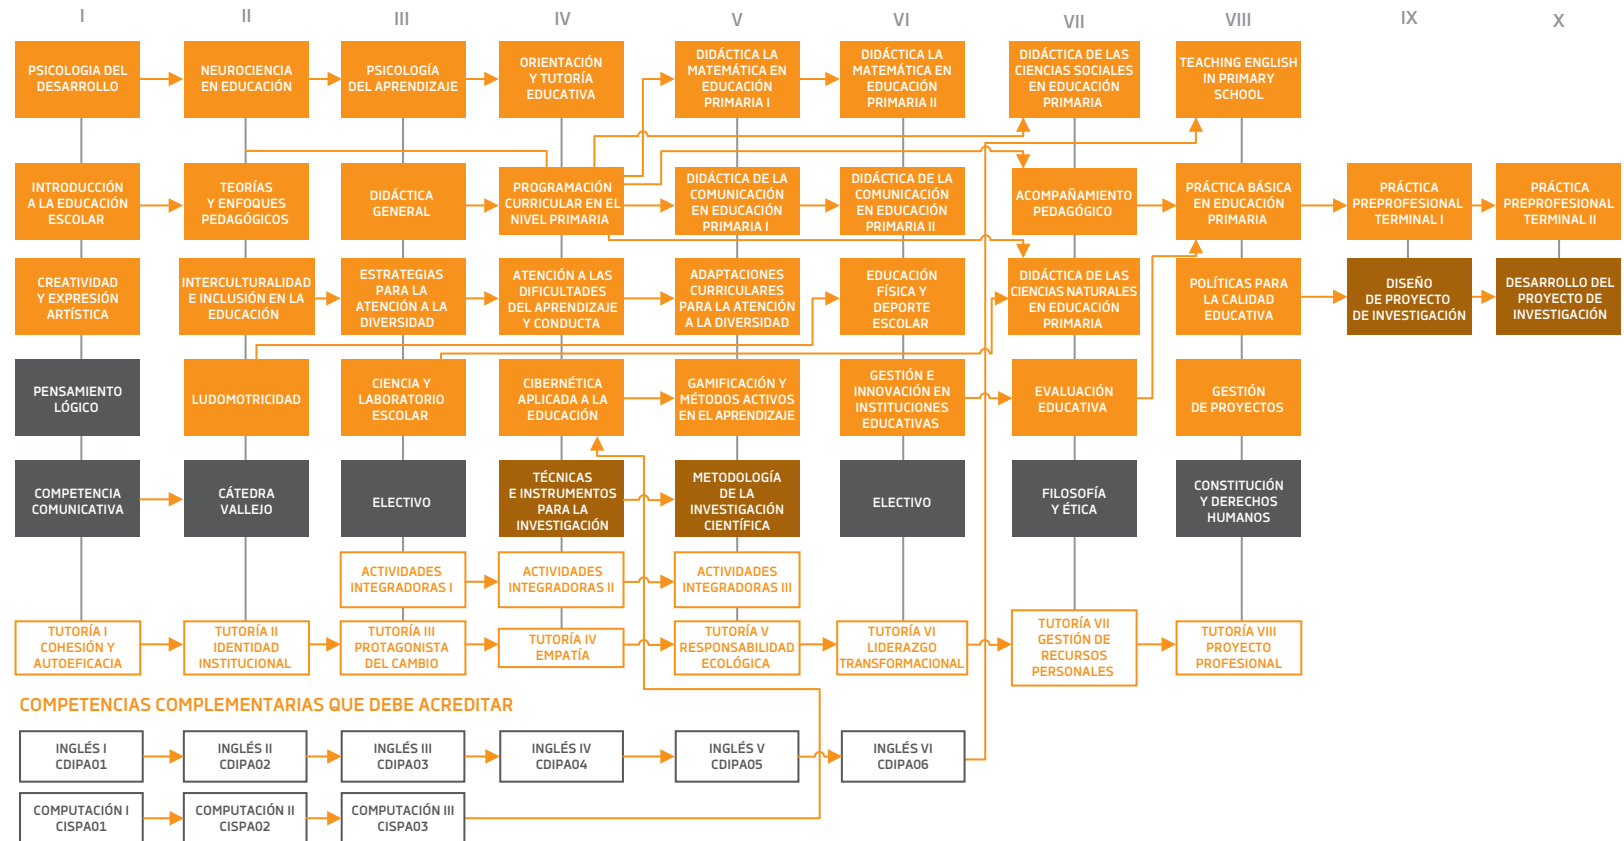 I II III IV V VI VII VIII IX X
PSICOLOGIA DEL
DESARROLLO
NEUROCIENCIA
EN EDUCACIÓN
PSICOLOGÍA
DEL APRENDIZAJE
ORIENTACIÓN
Y TUTORÍA
EDUCATIVA
DIDÁCTICA LA
MATEMÁTICA EN
EDUCACIÓN
PRIMARIA I
DIDÁCTICA LA
MATEMÁTICA EN
EDUCACIÓN
PRIMARIA II
DIDÁCTICA DE LAS
CIENCIAS SOCIALES
EN EDUCACIÓN
PRIMARIA
TEACHING ENGLISH
IN PRIMARY
SCHOOL
INTRODUCCIÓN
A LA EDUCACIÓN
ESCOLAR
TEORÍAS
Y ENFOQUES
PEDAGÓGICOS
DIDÁCTICA
GENERAL
PROGRAMACIÓN
CURRICULAR EN EL
NIVEL PRIMARIA
DIDÁCTICA DE LA
COMUNICACIÓN
EN EDUCACIÓN
PRIMARIA I
DIDÁCTICA DE LA
COMUNICACIÓN
EN EDUCACIÓN
PRIMARIA II
ACOMPAÑAMIENTO
PEDAGÓGICO
PRÁCTICA BÁSICA
EN EDUCACIÓN
PRIMARIA
PRÁCTICA
PREPROFESIONAL
TERMINAL I
PRÁCTICA
PREPROFESIONAL
TERMINAL II
CREATIVIDAD
Y EXPRESIÓN
ARTÍSTICA
INTERCULTURALIDAD
E INCLUSIÓN EN LA
EDUCACIÓN
ESTRATEGIAS
PARA LA
ATENCIÓN A LA
DIVERSIDAD
ATENCIÓN A LAS
DIFICULTADES
DEL APRENDIZAJE
Y CONDUCTA
ADAPTACIONES
CURRICULARES
PARA LA ATENCIÓN
A LA DIVERSIDAD
EDUCACIÓN
FÍSICA Y
DEPORTE
ESCOLAR
DIDÁCTICA DE LAS
CIENCIAS NATURALES
EN EDUCACIÓN
PRIMARIA
POLÍTICAS PARA
LA CALIDAD
EDUCATIVA
DISEÑO
DE PROYECTO
DE INVESTIGACIÓN
DESARROLLO DEL
PROYECTO DE
INVESTIGACIÓN
PENSAMIENTO
LÓGICO
LUDOMOTRICIDAD
CIENCIA Y
LABORATORIO
ESCOLAR
CIBERNÉTICA
APLICADA A LA
EDUCACIÓN
GAMIFICACIÓN Y
MÉTODOS ACTIVOS
EN EL APRENDIZAJE
GESTIÓN E
INNOVACIÓN EN
INSTITUCIONES
EDUCATIVAS
EVALUACIÓN
EDUCATIVA
GESTIÓN
DE PROYECTOS
COMPETENCIA
COMUNICATIVA
CÁTEDRA
VALLEJO
ELECTIVO
TÉCNICAS
E INSTRUMENTOS
PARA LA
INVESTIGACIÓN
METODOLOGÍA
DE LA
INVESTIGACIÓN
CIENTÍFICA
ELECTIVO
FILOSOFÍA
Y ÉTICA
CONSTITUCIÓN
Y DERECHOS
HUMANOS
ACTIVIDADES
INTEGRADORAS I
ACTIVIDADES
INTEGRADORAS II
ACTIVIDADES
INTEGRADORAS III
TUTORÍA I
COHESIÓN Y
AUTOEFICACIA
TUTORÍA II
IDENTIDAD
INSTITUCIONAL
TUTORÍA III
PROTAGONISTA
DEL CAMBIO
TUTORÍA IV
EMPATÍA
TUTORÍA V
RESPONSABILIDAD
ECOLÓGICA
TUTORÍA VI
LIDERAZGO
TRANSFORMACIONAL
TUTORÍA VII
GESTIÓN DE
RECURSOS
PERSONALES
TUTORÍA VIII
PROYECTO
PROFESIONAL
COMPETENCIAS COMPLEMENTARIAS QUE DEBE ACREDITAR
INGLÉS I
CDIPA01
INGLÉS II
CDIPA02
INGLÉS III
CDIPA03
INGLÉS IV
CDIPA04
INGLÉS V
CDIPA05
INGLÉS VI
CDIPA06
COMPUTACIÓN I
CISPA01
COMPUTACIÓN II
CISPA02
COMPUTACIÓN III
CISPA03